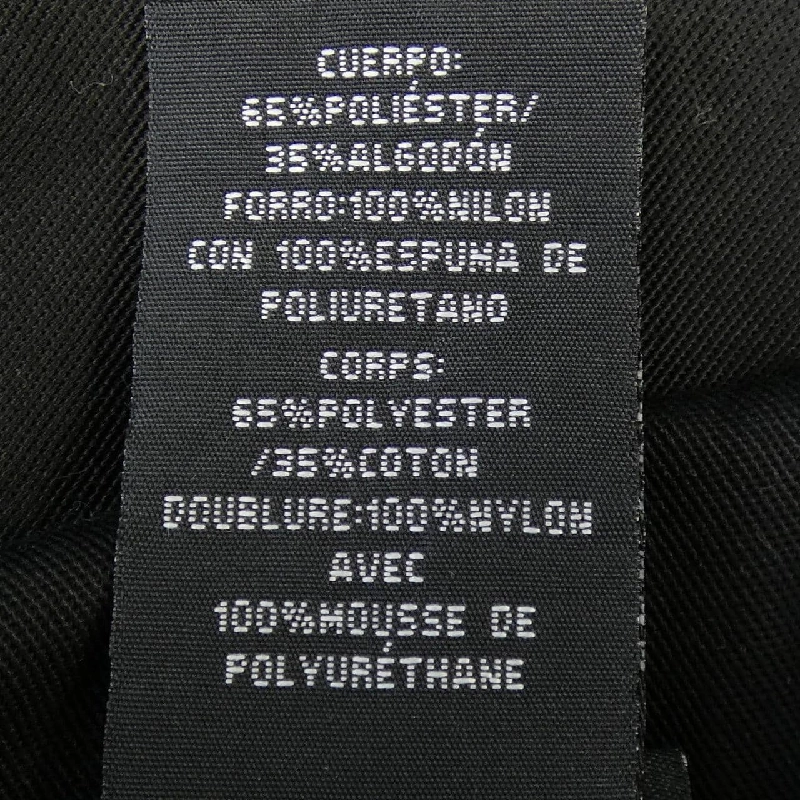 CUERPO:
65%POLIÉSTER/
35%ALGODÓN
FORRO:100%NILON
CON 100%ESPUMA DE
POLIURETANO
CORPS:
65%POLYESTER
/35%COTON
DOUBLURE:100%NYLON
AVEC
100%MOUSSE DE
POLYURÉTHANE